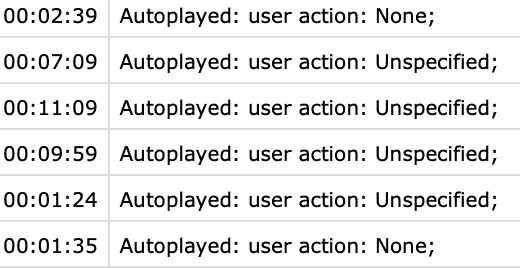 00:02:39 Autoplayed: user action: None;
00:07:09 Autoplayed: user action: Unspecified;
00:11:09 Autoplayed: user action: Unspecified;
00:09:59 Autoplayed: user action: Unspecified;
00:01:24 Autoplayed: user action: Unspecified;
00:01:35 Autoplayed: user action: None;